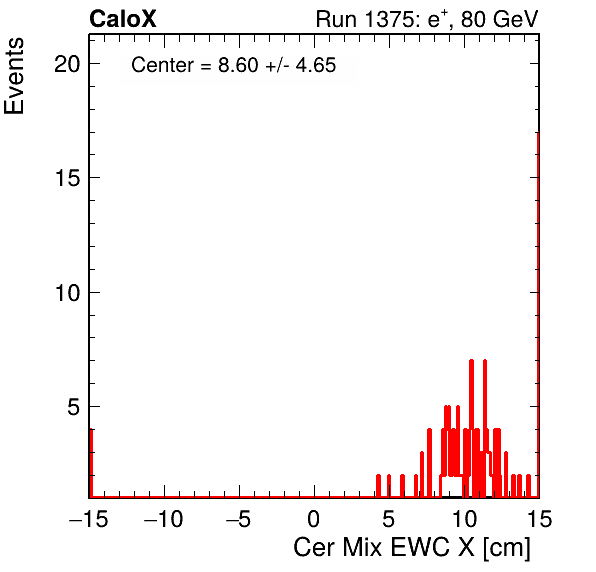 CaloX Run 1375: e⁺, 80 GeV
Events
Center = 8.60 +/- 4.65
20
15
10
5
−15 −10 −5 0 5 10 15
Cer Mix EWC X [cm]